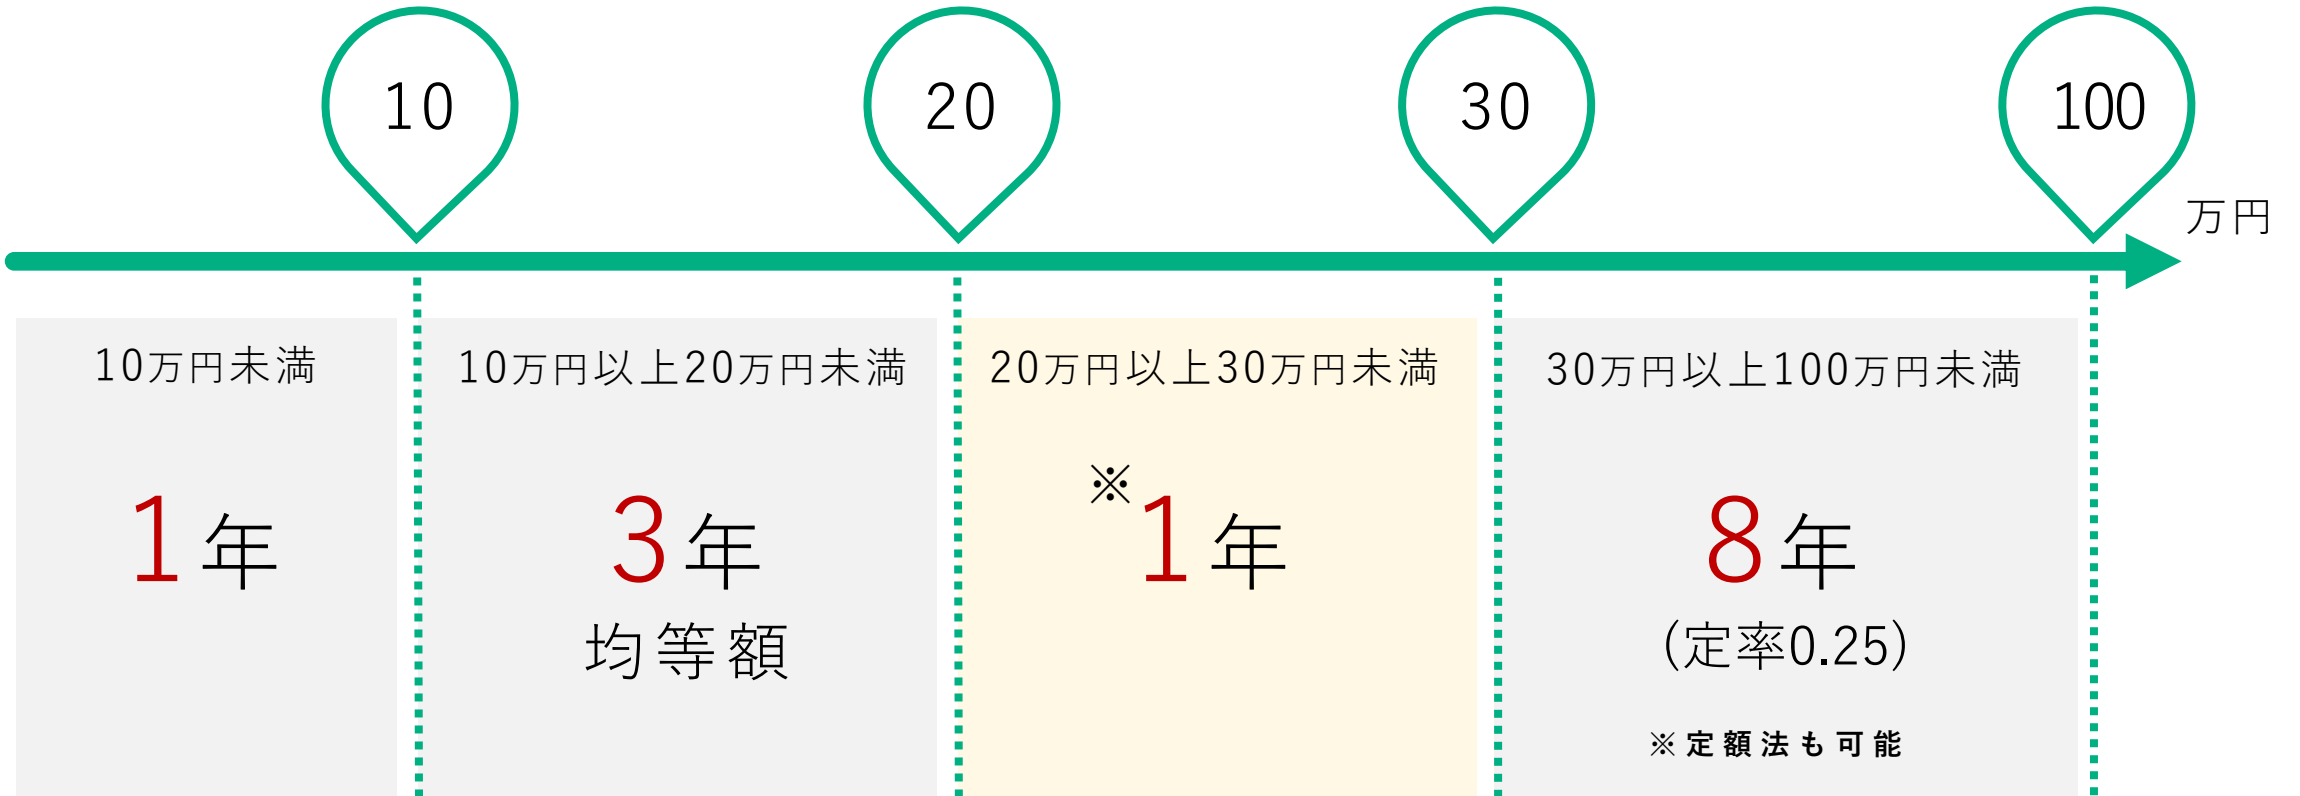 10
20
30
100
万円
10万円未満
1年
10万円以上20万円未満
3年
均等額
20万円以上30万円未満
※1年
30万円以上100万円未満
8年
(定率0.25)
※定額法も可能